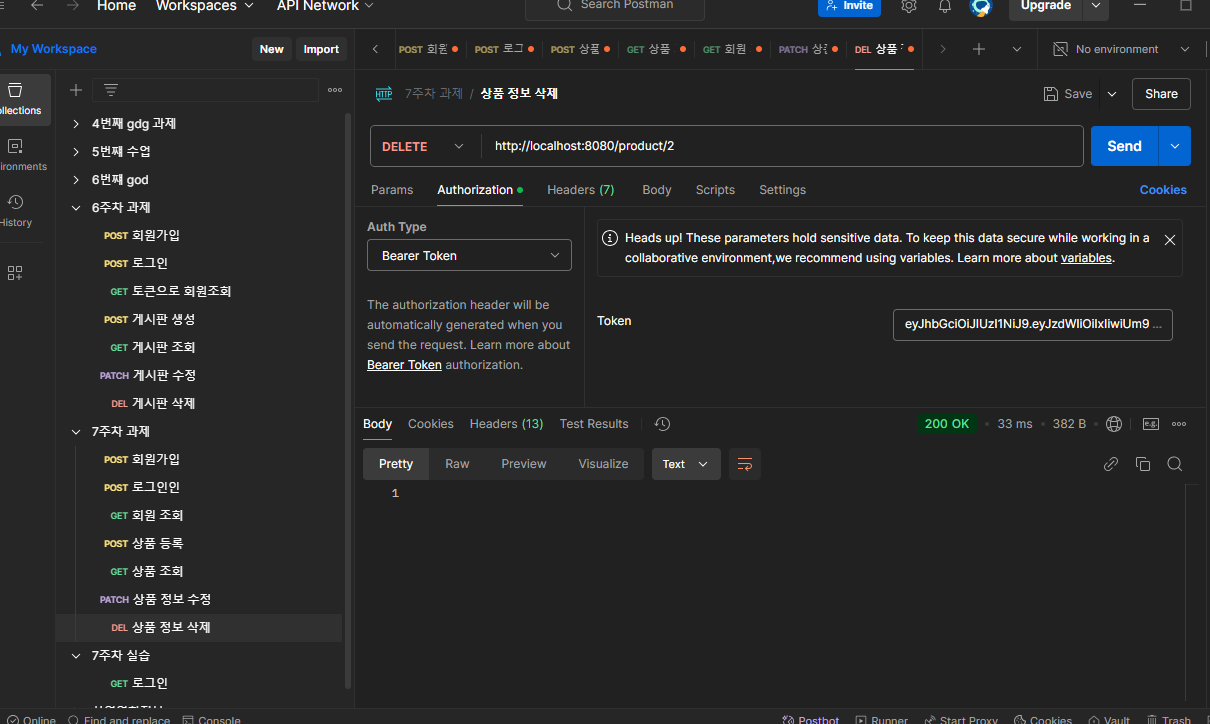 Home Workspaces API Network Search Postman Invite Upgrade
My Workspace New Import POST 회원 POST 로그 POST 상품 GET 상품 GET 회원 PATCH DEL 상품 No environment
7주차 과제 / 상품 정보 삭제 Save Share
4번째 gdg 과제
5번째 수업
6번째 god
6주차 과제
POST 회원가입
POST 로그인
GET 토큰으로 회원조회
POST 게시판 생성
GET 게시판 조회
PATCH 게시판 수정
DEL 게시판 삭제
7주차 과제
POST 회원가입
POST 로그인인
GET 회원 조회
POST 상품 등록
GET 상품 조회
PATCH 상품 정보 수정
DEL 상품 정보 삭제
7주차 실습
GET 로그인
ollections
ironments
History
DELETE http://localhost:8080/product/2 Send
Params Authorization Headers (7) Body Scripts Settings Cookies
Auth Type
Bearer Token
The authorization header will be
automatically generated when you
send the request. Learn more about
Bearer Token authorization.
Heads up! These parameters hold sensitive data. To keep this data secure while working in a
collaborative environment,we recommend using variables. Learn more about variables.
Token eyJhbGciOiJIUzI1NiJ9.eyJzdWIiOiIxIiwiUm9 ...
Body Cookies Headers (13) Test Results 200 OK 33 ms 382 B e.g.
Pretty Raw Preview Visualize Text
1
Online Find and replace Console Postbot Runner Start Proxy Cookies Vault Trash